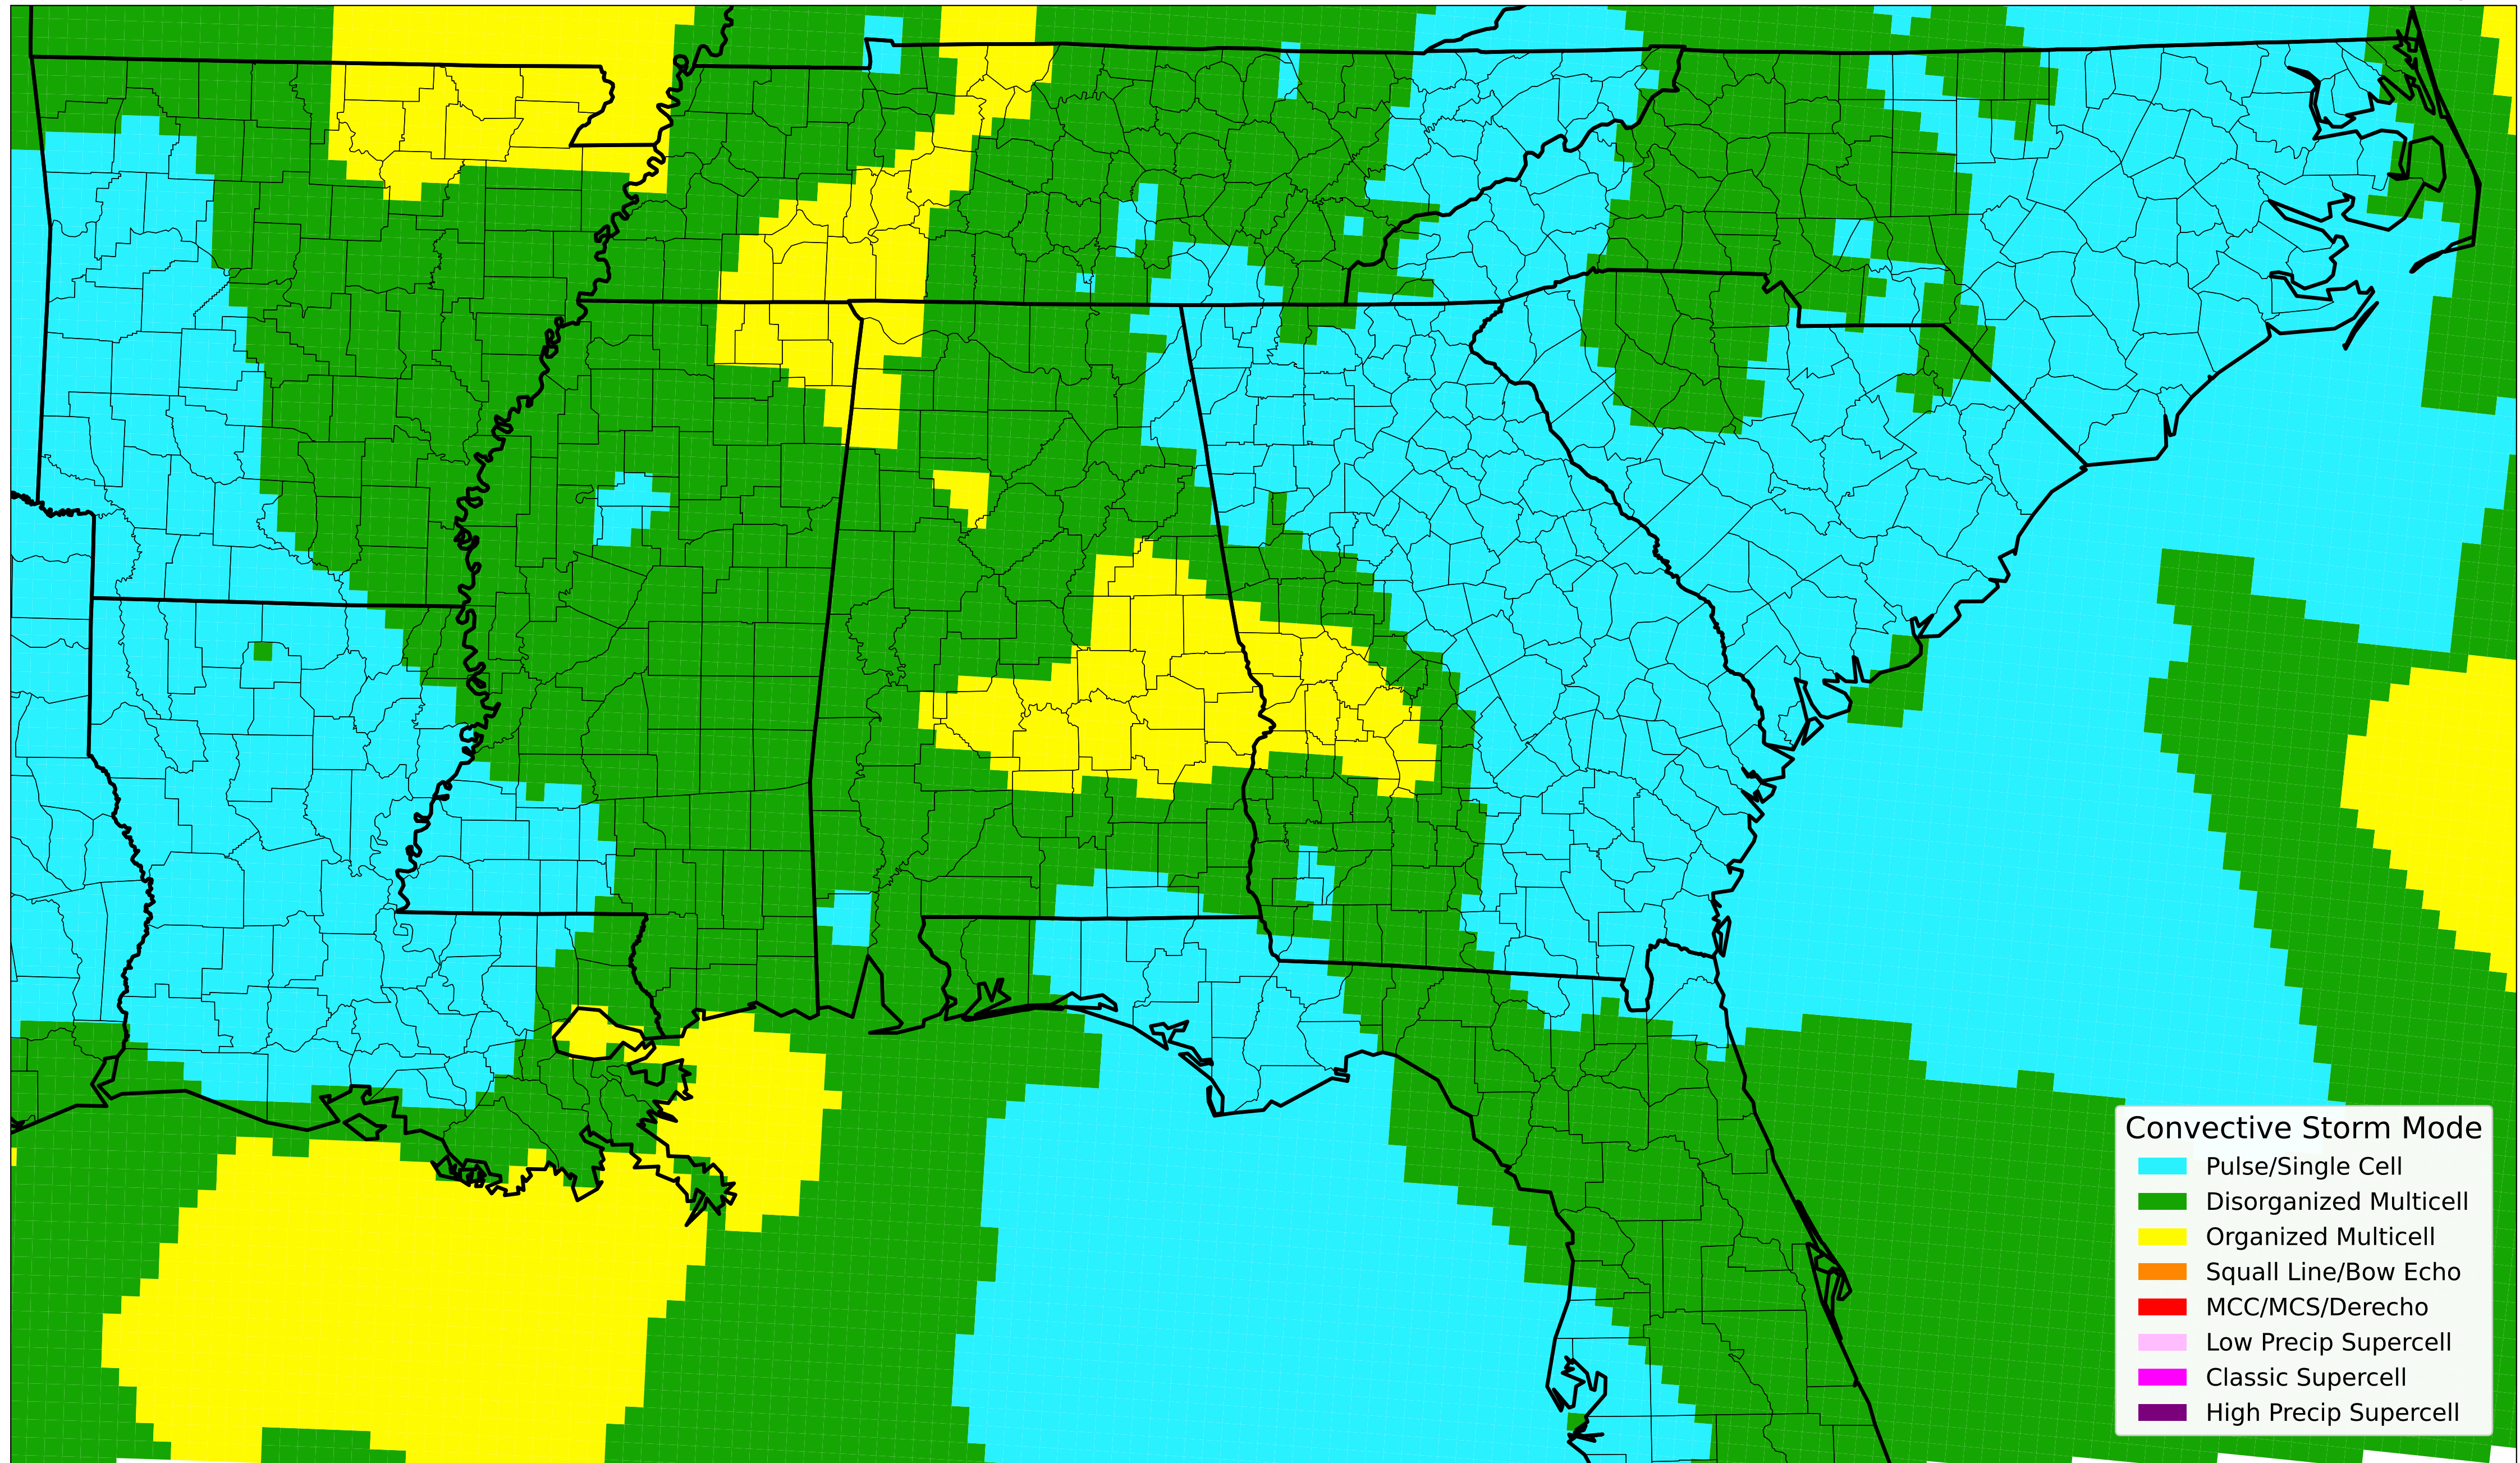 Convective Storm Mode
Pulse/Single Cell
Disorganized Multicell
Organized Multicell
Squall Line/Bow Echo
MCC/MCS/Derecho
Low Precip Supercell
Classic Supercell
High Precip Supercell